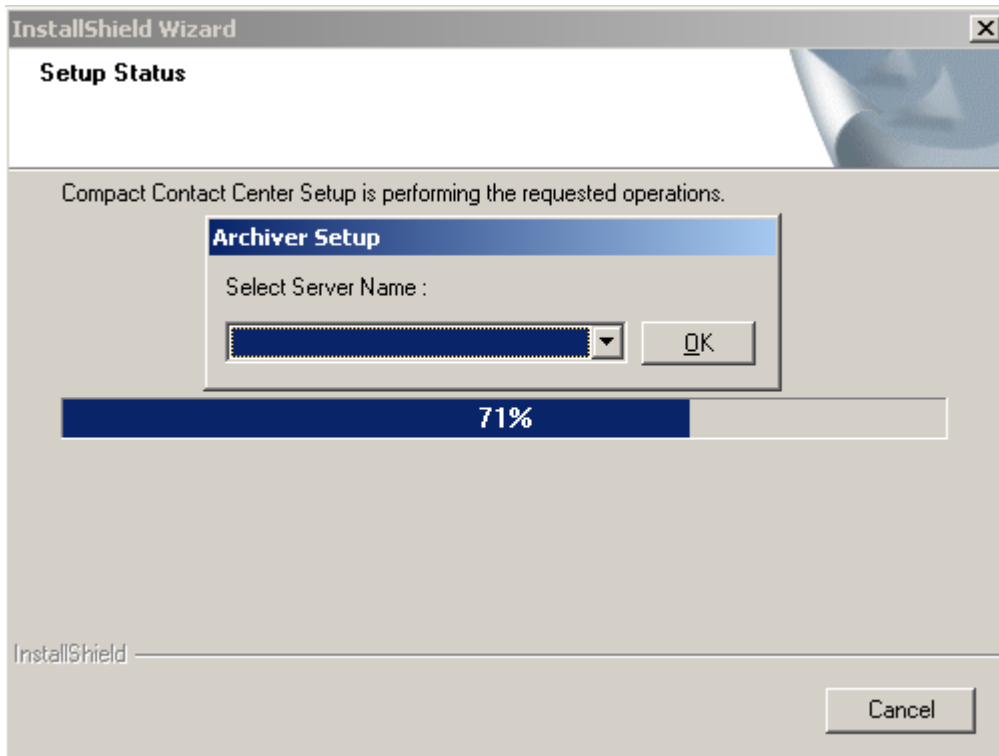 InstallShield Wizard
Setup Status
Compact Contact Center Setup is performing the requested operations.
Archiver Setup
Select Server Name :
OK
71%
InstallShield
Cancel